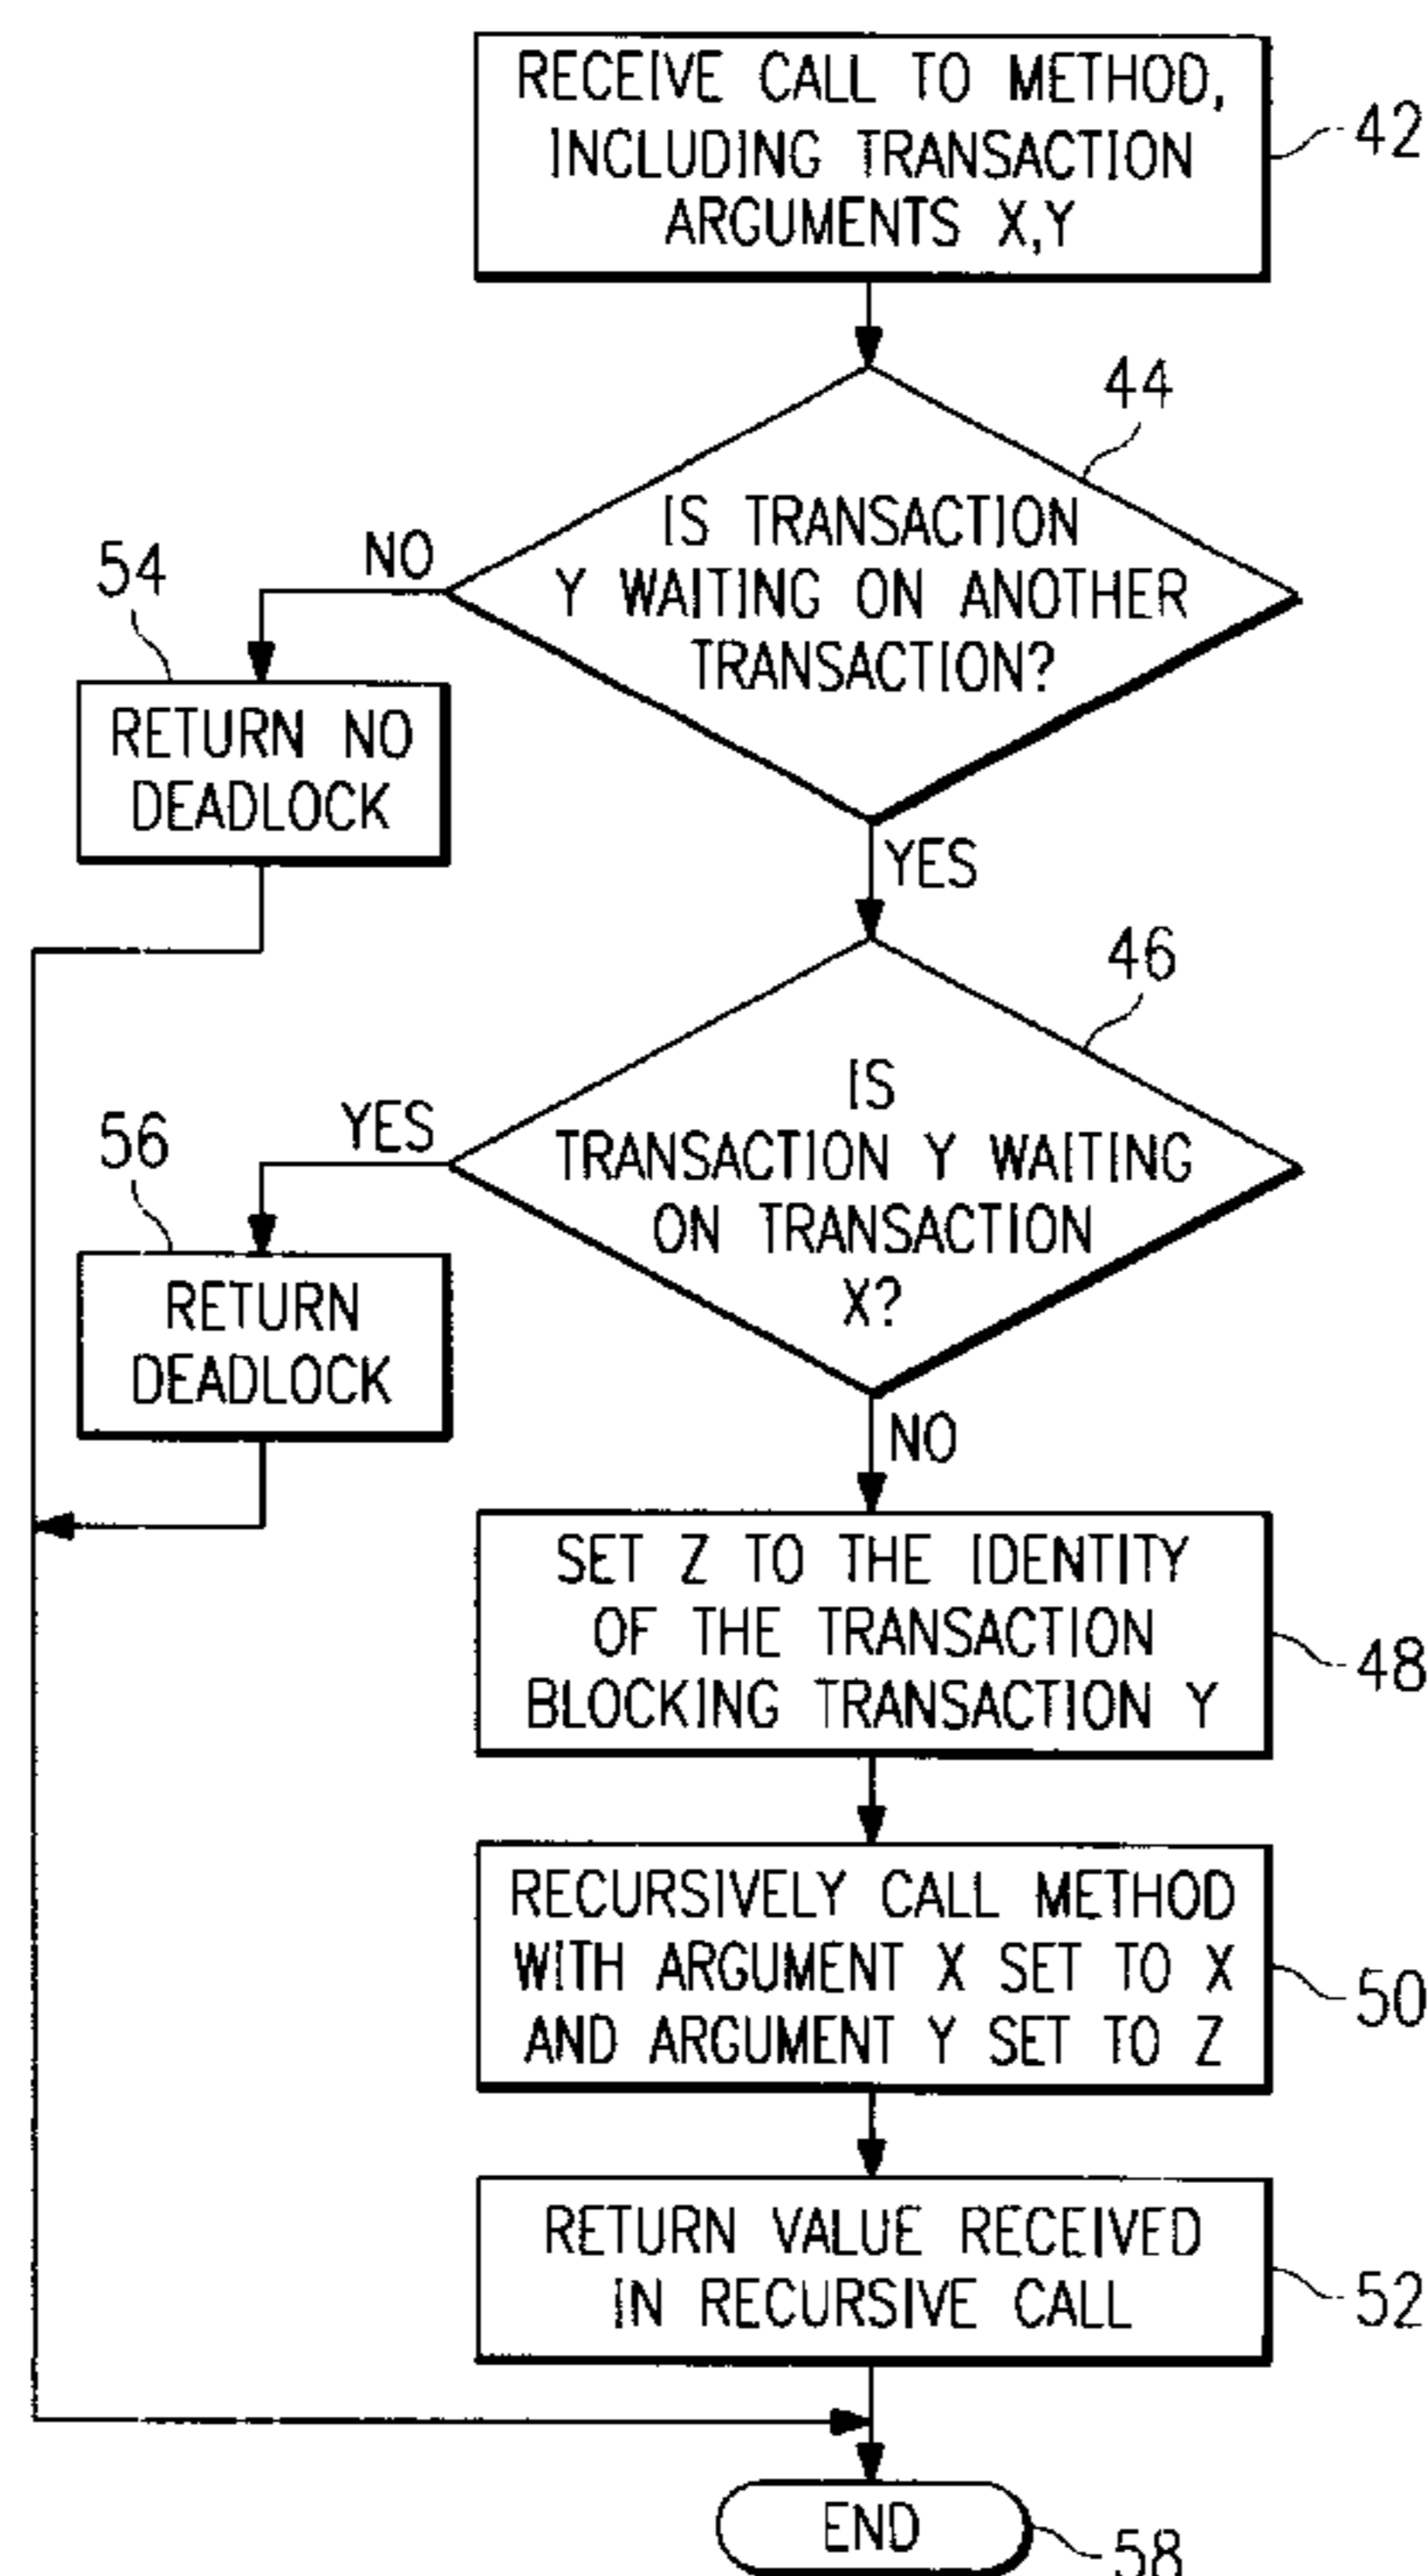 RECEIVE CALL TO METHOD,
INCLUDING TRANSACTION
ARGUMENTS X,Y
42
44
IS TRANSACTION
Y WAITING ON ANOTHER
TRANSACTION?
NO
54
RETURN NO
DEADLOCK
YES
46
IS
TRANSACTION Y WAITING
ON TRANSACTION
X?
YES
56
RETURN
DEADLOCK
NO
SET Z TO THE IDENTITY
OF THE TRANSACTION
BLOCKING TRANSACTION Y
48
RECURSIVELY CALL METHOD
WITH ARGUMENT X SET TO X
AND ARGUMENT Y SET TO Z
50
RETURN VALUE RECEIVED
IN RECURSIVE CALL
52
END
58